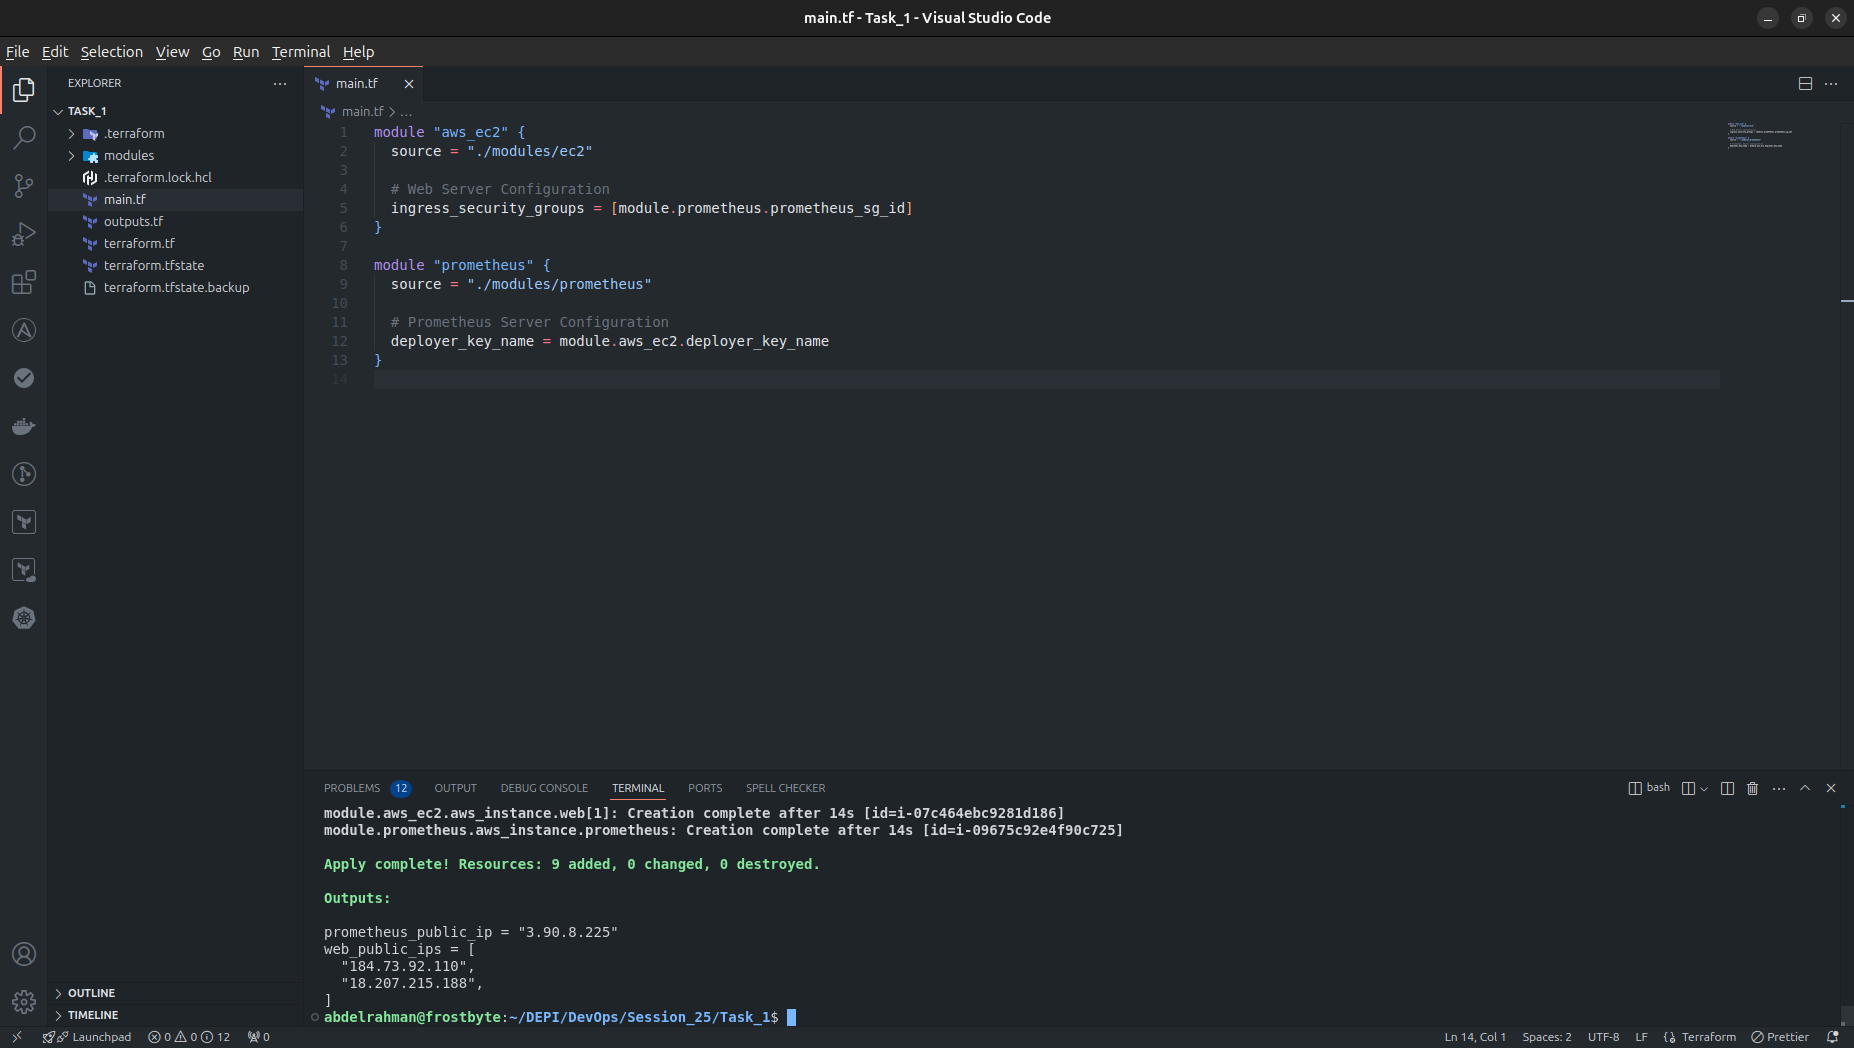 main.tf - Task_1 - Visual Studio Code
File Edit Selection View Go Run Terminal Help
EXPLORER
TASK_1
.terraform
modules
.terraform.lock.hcl
main.tf
outputs.tf
terraform.tf
terraform.tfstate
terraform.tfstate.backup
OUTLINE
TIMELINE
main.tf
main.tf > ...
1 module "aws_ec2" {
2   source = "./modules/ec2"
3
4   # Web Server Configuration
5   ingress_security_groups = [module.prometheus.prometheus_sg_id]
6 }
7
8 module "prometheus" {
9   source = "./modules/prometheus"
10
11   # Prometheus Server Configuration
12   deployer_key_name = module.aws_ec2.deployer_key_name
13 }
14
PROBLEMS 12 OUTPUT DEBUG CONSOLE TERMINAL PORTS SPELL CHECKER bash
module.aws_ec2.aws_instance.web[1]: Creation complete after 14s [id=i-07c464ebc9281d186]
module.prometheus.aws_instance.prometheus: Creation complete after 14s [id=i-09675c92e4f90c725]
Apply complete! Resources: 9 added, 0 changed, 0 destroyed.
Outputs:
prometheus_public_ip = "3.90.8.225"
web_public_ips = [
  "184.73.92.110",
  "18.207.215.188",
]
abdelrahman@frostbyte:~/DEPI/DevOps/Session_25/Task_1$
Launchpad 0 0 12 0 Ln 14, Col 1 Spaces: 2 UTF-8 LF {} Terraform Prettier